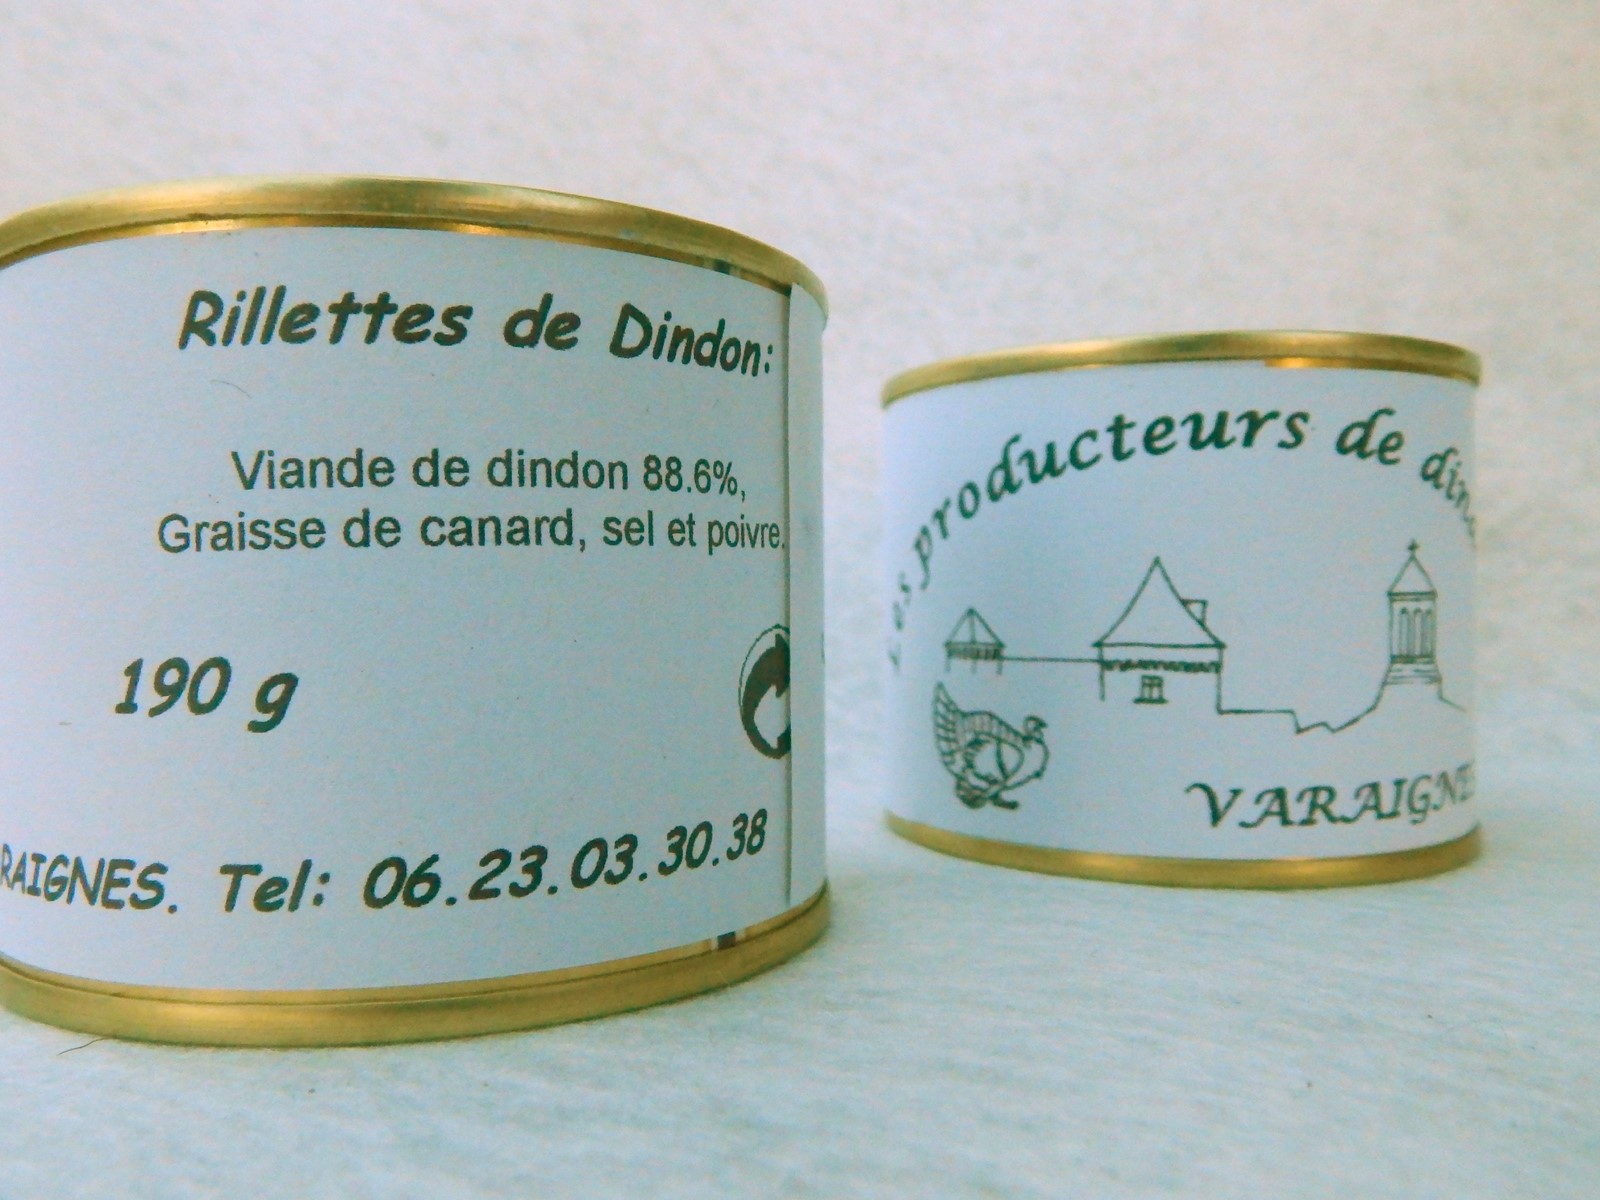 Rillettes de Dindon:
Viande de dindon 88.6%,
Graisse de canard, sel et poivre.
190 g
RAIGNES. Tel: 06.23.03.30.38
Les producteurs de din
VARAIGNES